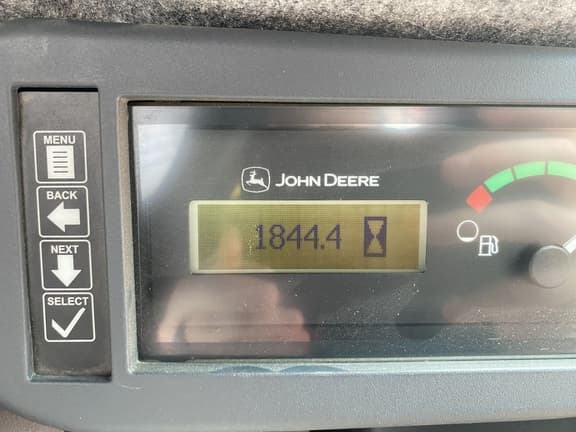 MENU
BACK
NEXT
SELECT
JOHN DEERE
1844.4